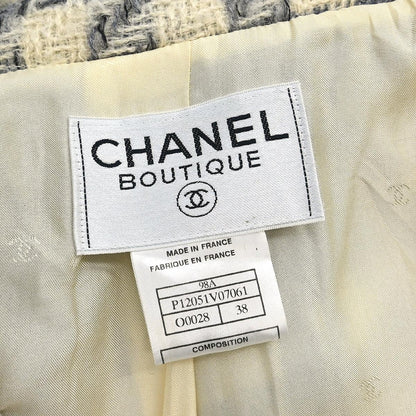 CHANEL
BOUTIQUE
MADE IN FRANCE
FABRIQUE EN FRANCE
98A
P12051V07061
O0028 38
COMPOSITION